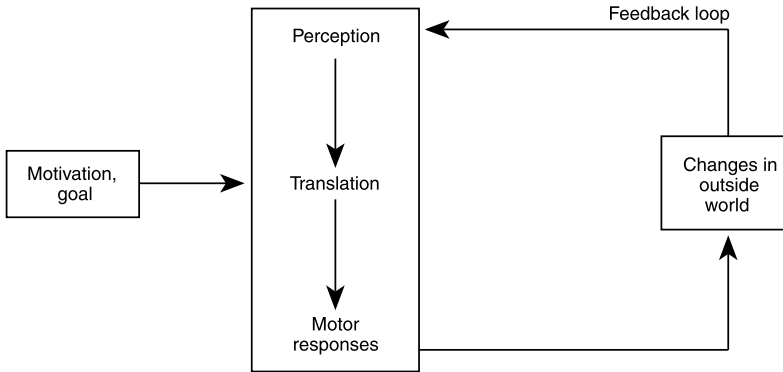 Feedback loop
Perception
Motivation,
goal
Translation
Changes in
outside
world
Motor
responses